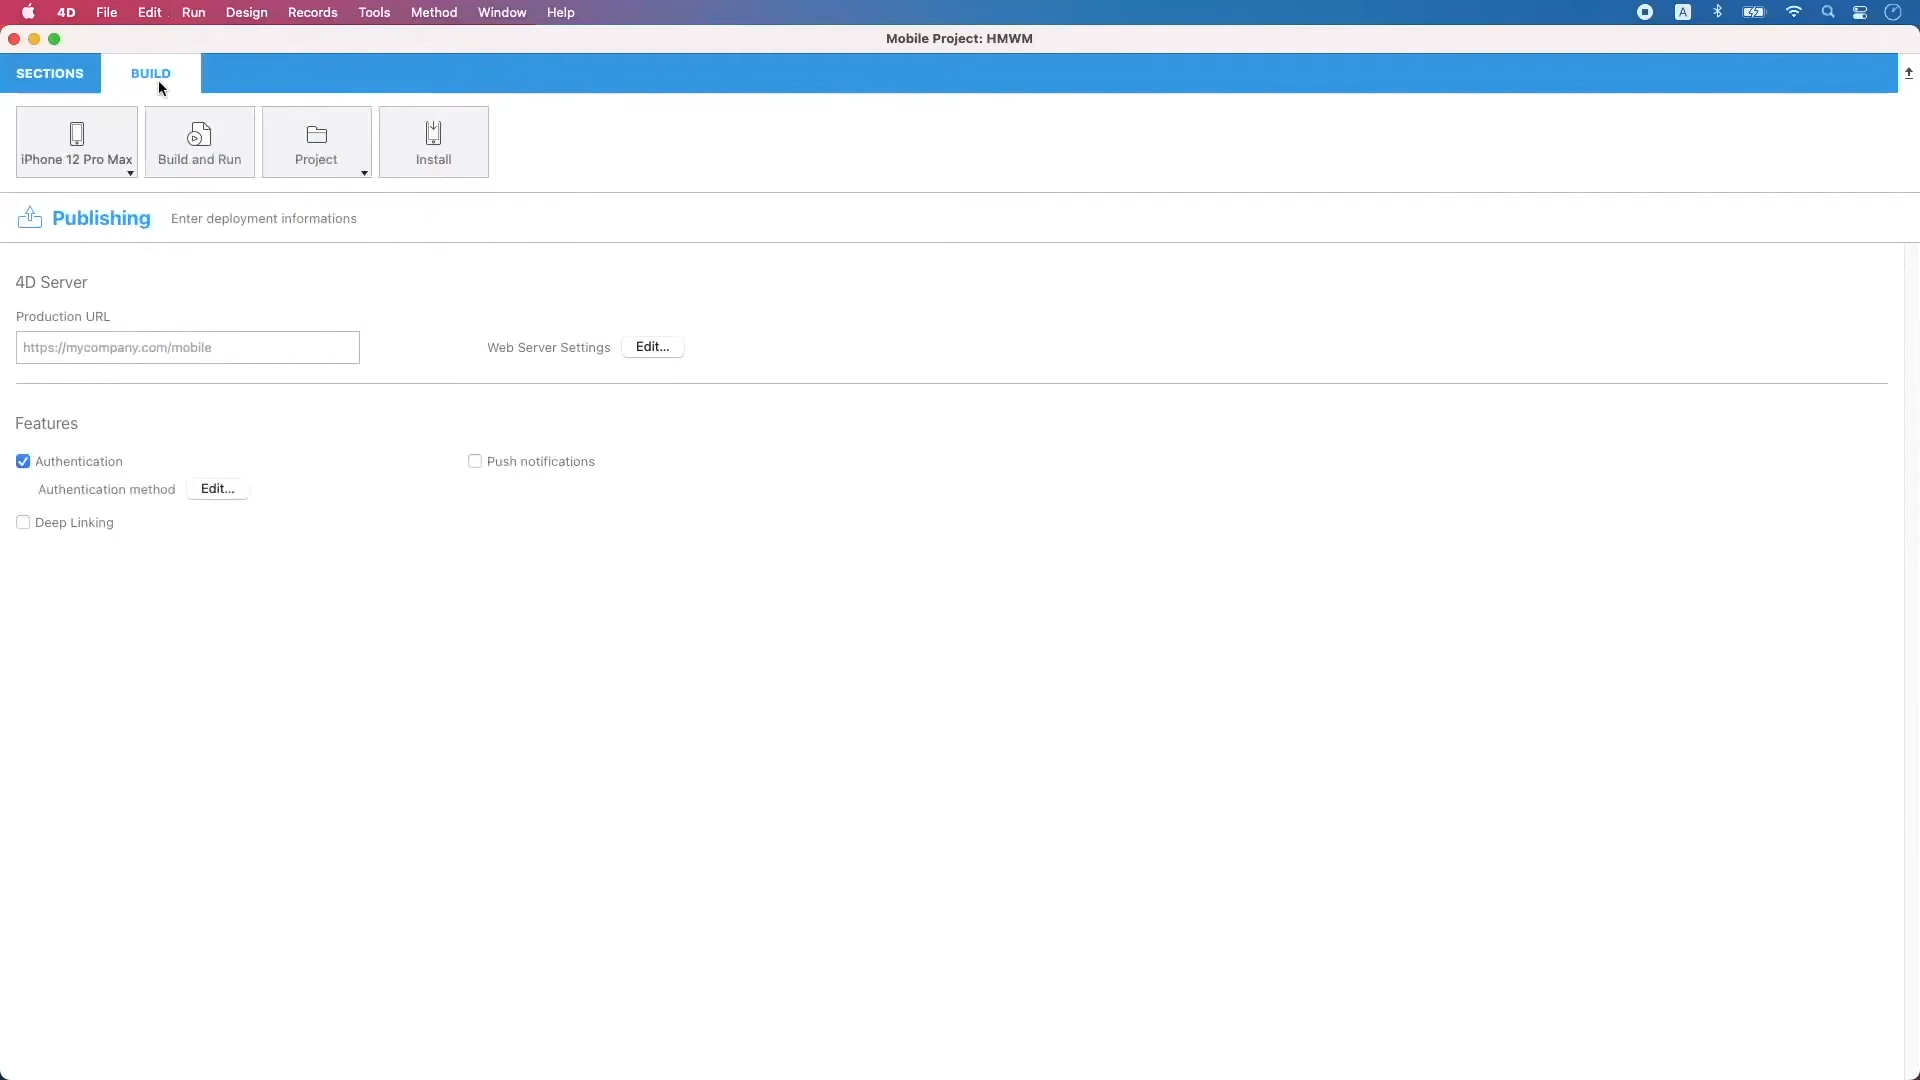 4D File Edit Run Design Records Tools Method Window Help A
Mobile Project: HMWM
SECTIONS BUILD
iPhone 12 Pro Max Build and Run Project Install
Publishing Enter deployment informations
4D Server
Production URL
https://mycompany.com/mobile Web Server Settings Edit...
Features
Authentication Push notifications
Authentication method Edit...
Deep Linking